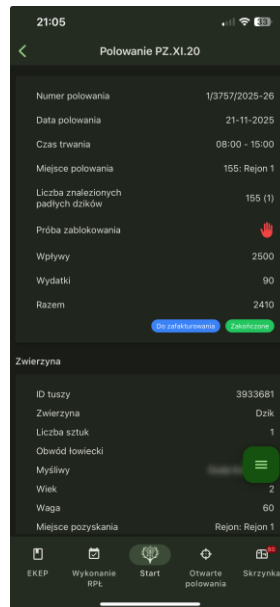 21:05
Polowanie PZ.XI.20
Numer polowania 1/3757/2025-26
Data polowania 21-11-2025
Czas trwania 08:00 - 15:00
Miejsce polowania 155: Rejon 1
Liczba znalezionych
padłych dzików 155 (1)
Próba zablokowania
Wpływy 2500
Wydatki 90
Razem 2410
Do zafakturowania Zakończone
Zwierzyna
ID tuszy 3933681
Zwierzyna Dzik
Liczba sztuk 1
Obwód łowiecki
Myśliwy
Wiek 2
Waga 60
Miejsce pozyskania Rejon: Rejon 1
EKEP Wykonanie
RPŁ Start Otwarte
polowania Skrzynka